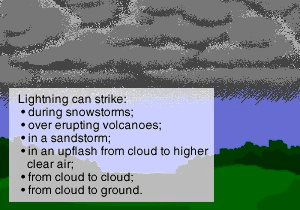 Lightning can strike:
• during snowstorms;
• over erupting volcanoes;
• in a sandstorm;
• in an upflash from cloud to higher
clear air;
• from cloud to cloud;
• from cloud to ground.